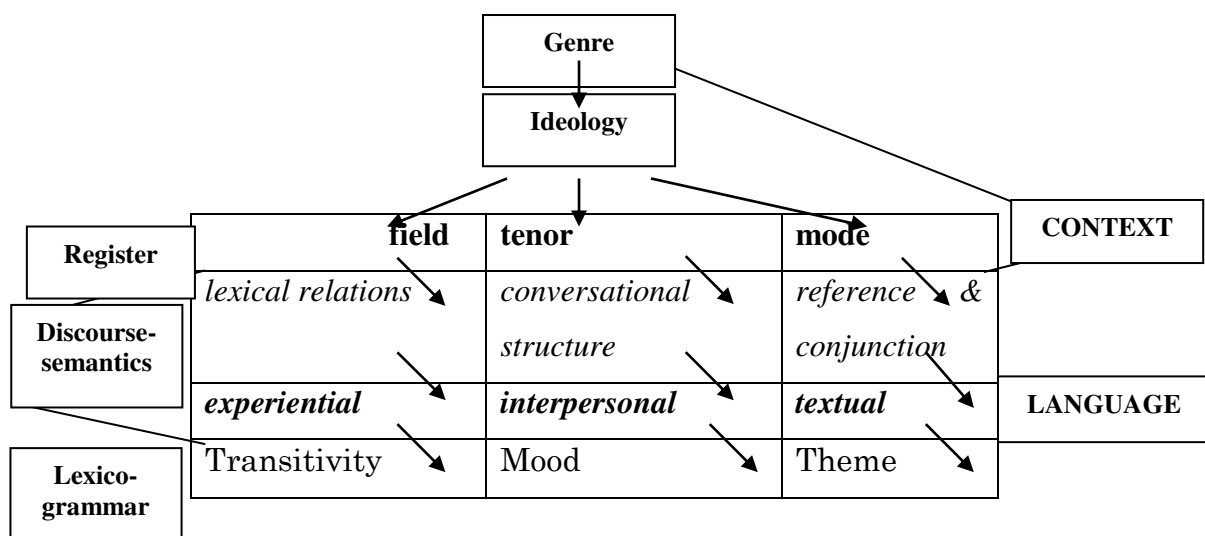 Genre
Ideology
field tenor mode
CONTEXT
Register
lexical relations
conversational
structure
reference &
conjunction
Discourse-
semantics
experiential interpersonal textual
LANGUAGE
Transitivity Mood Theme
Lexico-
grammar